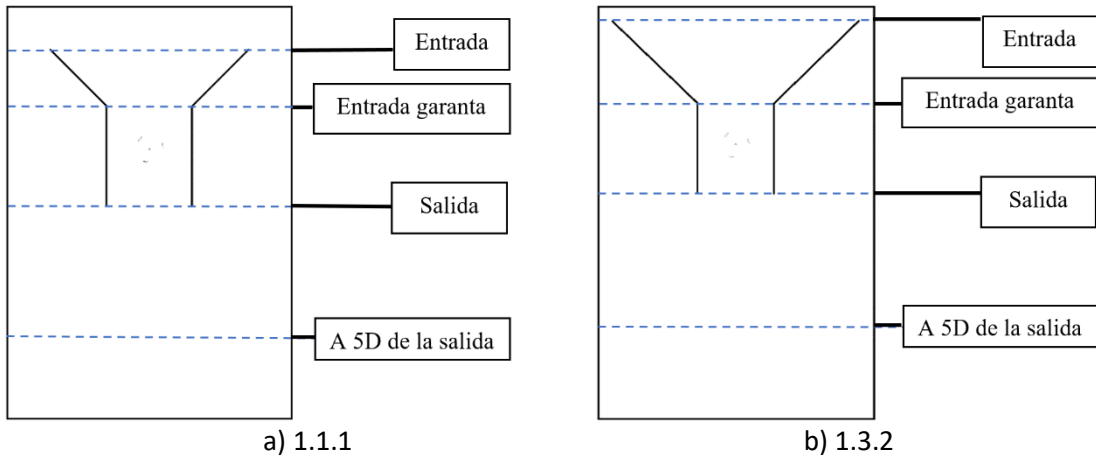 Entrada
Entrada garanta
Salida
A 5D de la salida
a) 1.1.1
Entrada
Entrada garanta
Salida
A 5D de la salida
b) 1.3.2